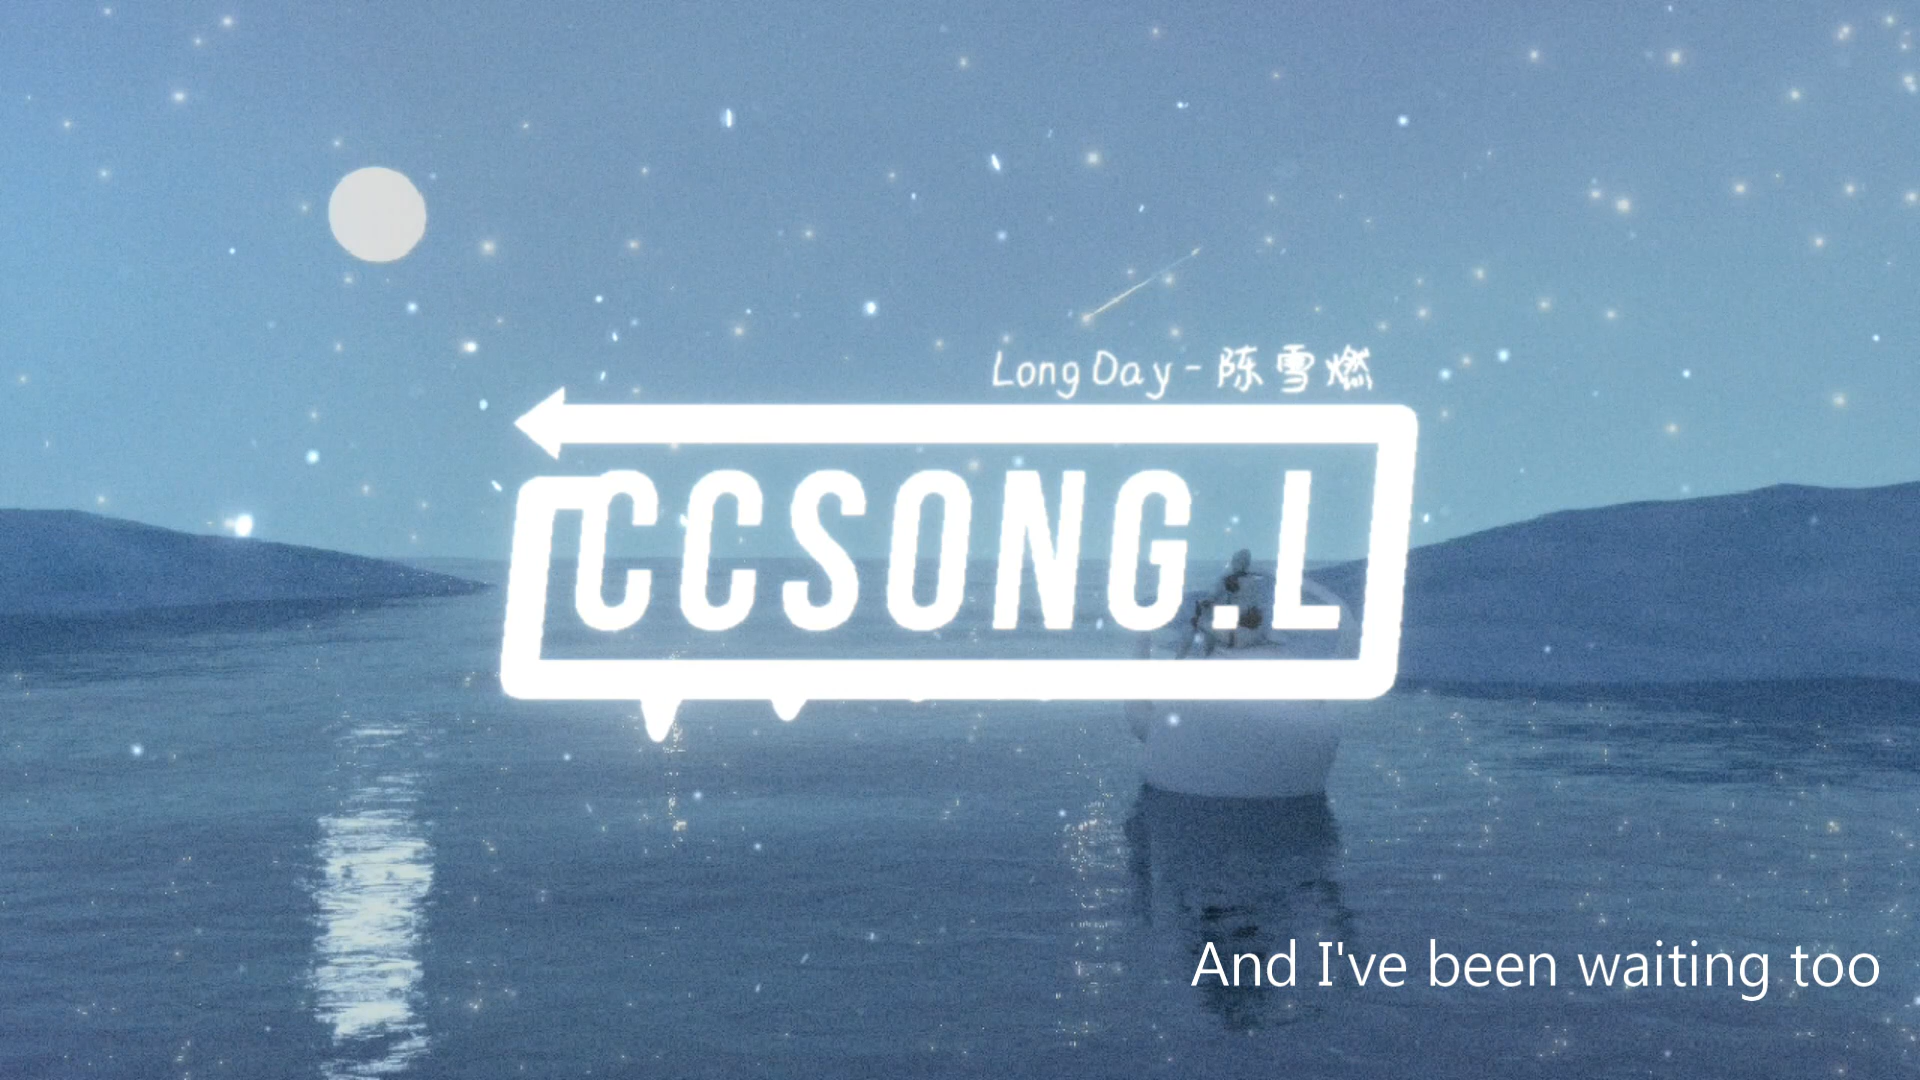 Long Day - 陈雪燃
CCSONG.L
And I've been waiting too